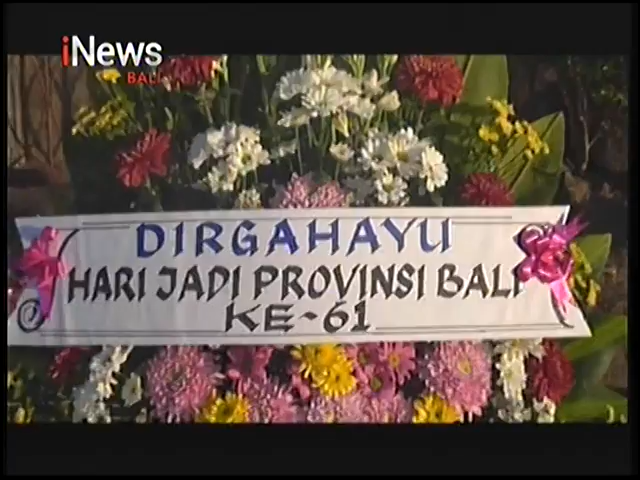 iNews
BALI
DIRGAHAYU
HARI JADI PROVINSI BALI
KE-61